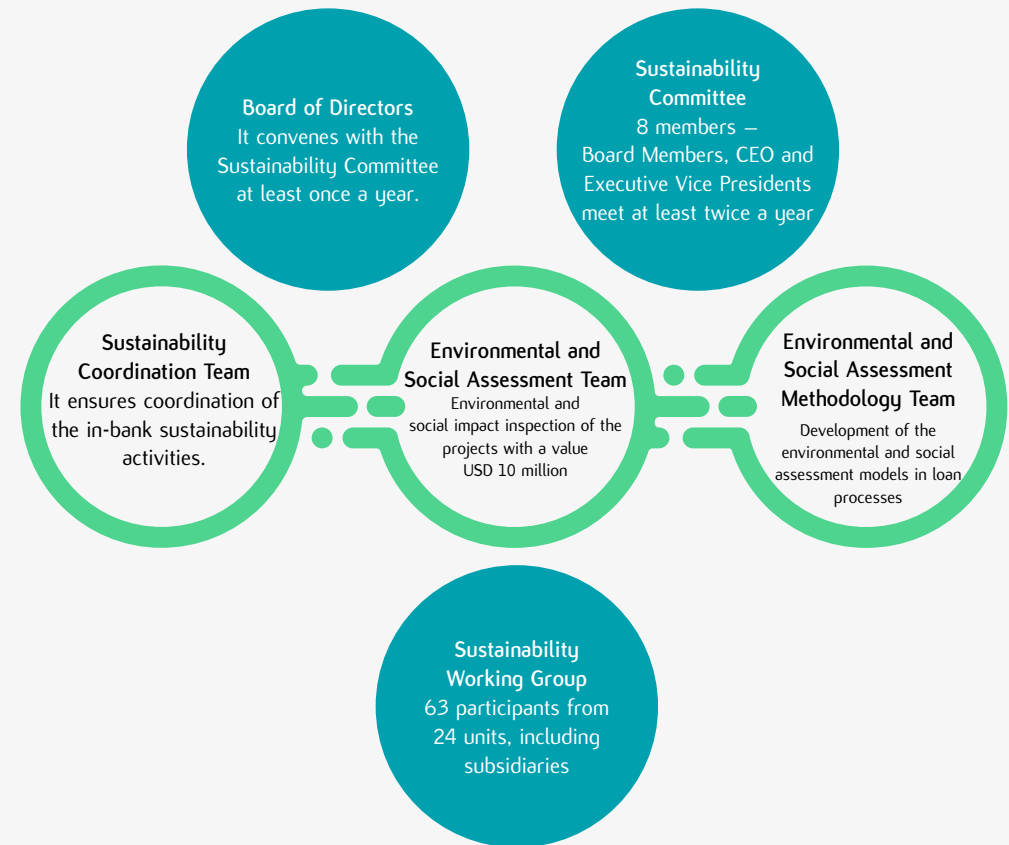 Board of Directors
It convenes with the
Sustainability Committee
at least once a year.
Sustainability
Committee
8 members –
Board Members, CEO and
Executive Vice Presidents
meet at least twice a year
Sustainability
Coordination Team
It ensures coordination of
the in-bank sustainability
activities.
Environmental and
Social Assessment Team
Environmental and
social impact inspection of the
projects with a value
USD 10 million
Environmental and
Social Assessment
Methodology Team
Development of the
environmental and social
assessment models in loan
processes
Sustainability
Working Group
63 participants from
24 units, including
subsidiaries